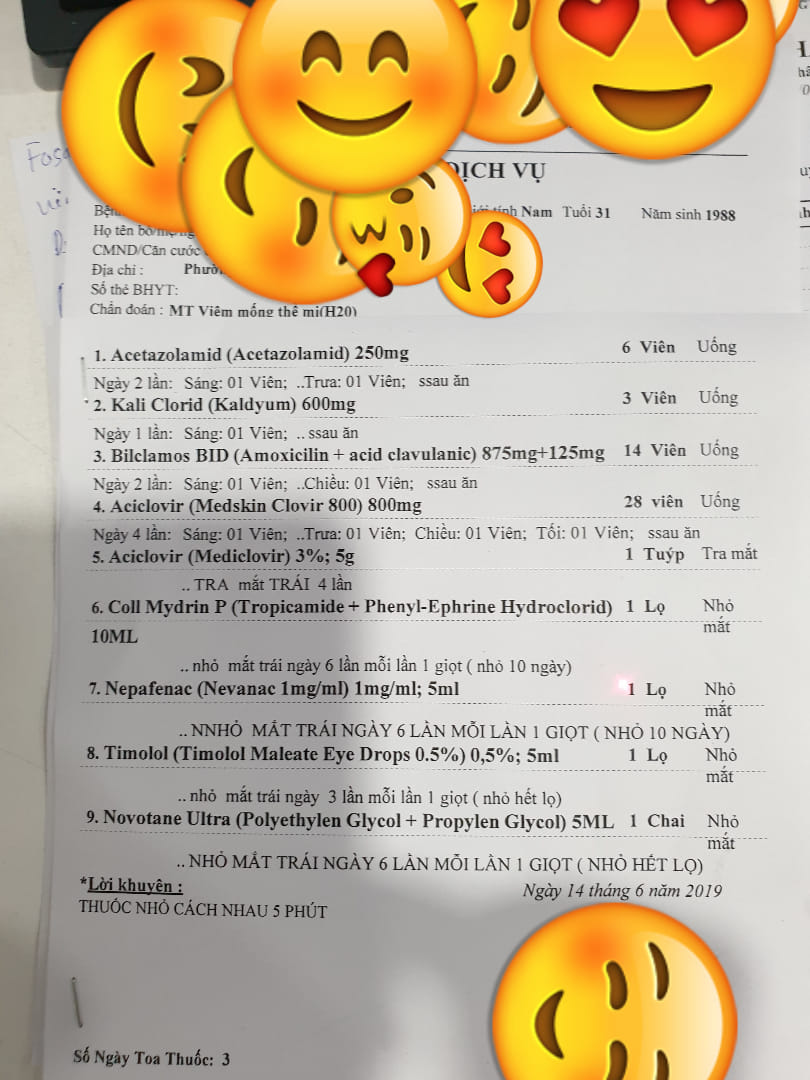 DỊCH VỤ
giới tính Nam Tuổi 31 Năm sinh 1988
Họ tên bố/mẹ
CMND/Căn cước
Địa chỉ : Phườ
Số thẻ BHYT:
Chẩn đoán : MT Viêm mống thể mi(H20)
1. Acetazolamid (Acetazolamid) 250mg 6 Viên Uống
Ngày 2 lần: Sáng: 01 Viên; ..Trưa: 01 Viên; ssau ăn
2. Kali Clorid (Kaldyum) 600mg 3 Viên Uống
Ngày 1 lần: Sáng: 01 Viên; .. ssau ăn
3. Bilclamos BID (Amoxicilin + acid clavulanic) 875mg+125mg 14 Viên Uống
Ngày 2 lần: Sáng: 01 Viên; ..Chiều: 01 Viên; ssau ăn
4. Aciclovir (Medskin Clovir 800) 800mg 28 viên Uống
Ngày 4 lần: Sáng: 01 Viên; ..Trưa: 01 Viên; Chiều: 01 Viên; Tối: 01 Viên; ssau ăn
5. Aciclovir (Mediclovir) 3%; 5g 1 Tuýp Tra mắt
.. TRA mắt TRÁI 4 lần
6. Coll Mydrin P (Tropicamide + Phenyl-Ephrine Hydroclorid) 1 Lọ Nhỏ mắt
10ML
.. nhỏ mắt trái ngày 6 lần mỗi lần 1 giọt ( nhỏ 10 ngày)
7. Nepafenac (Nevanac 1mg/ml) 1mg/ml; 5ml 1 Lọ Nhỏ mắt
.. NNHỎ MẮT TRÁI NGÀY 6 LẦN MỖI LẦN 1 GIỌT ( NHỎ 10 NGÀY)
8. Timolol (Timolol Maleate Eye Drops 0.5%) 0,5%; 5ml 1 Lọ Nhỏ mắt
.. nhỏ mắt trái ngày 3 lần mỗi lần 1 giọt ( nhỏ hết lọ)
9. Novotane Ultra (Polyethylen Glycol + Propylen Glycol) 5ML 1 Chai Nhỏ mắt
.. NHỎ MẮT TRÁI NGÀY 6 LẦN MỖI LẦN 1 GIỌT ( NHỎ HẾT LỌ)
*Lời khuyên :
Ngày 14 tháng 6 năm 2019
THUỐC NHỎ CÁCH NHAU 5 PHÚT
Số Ngày Toa Thuốc: 3